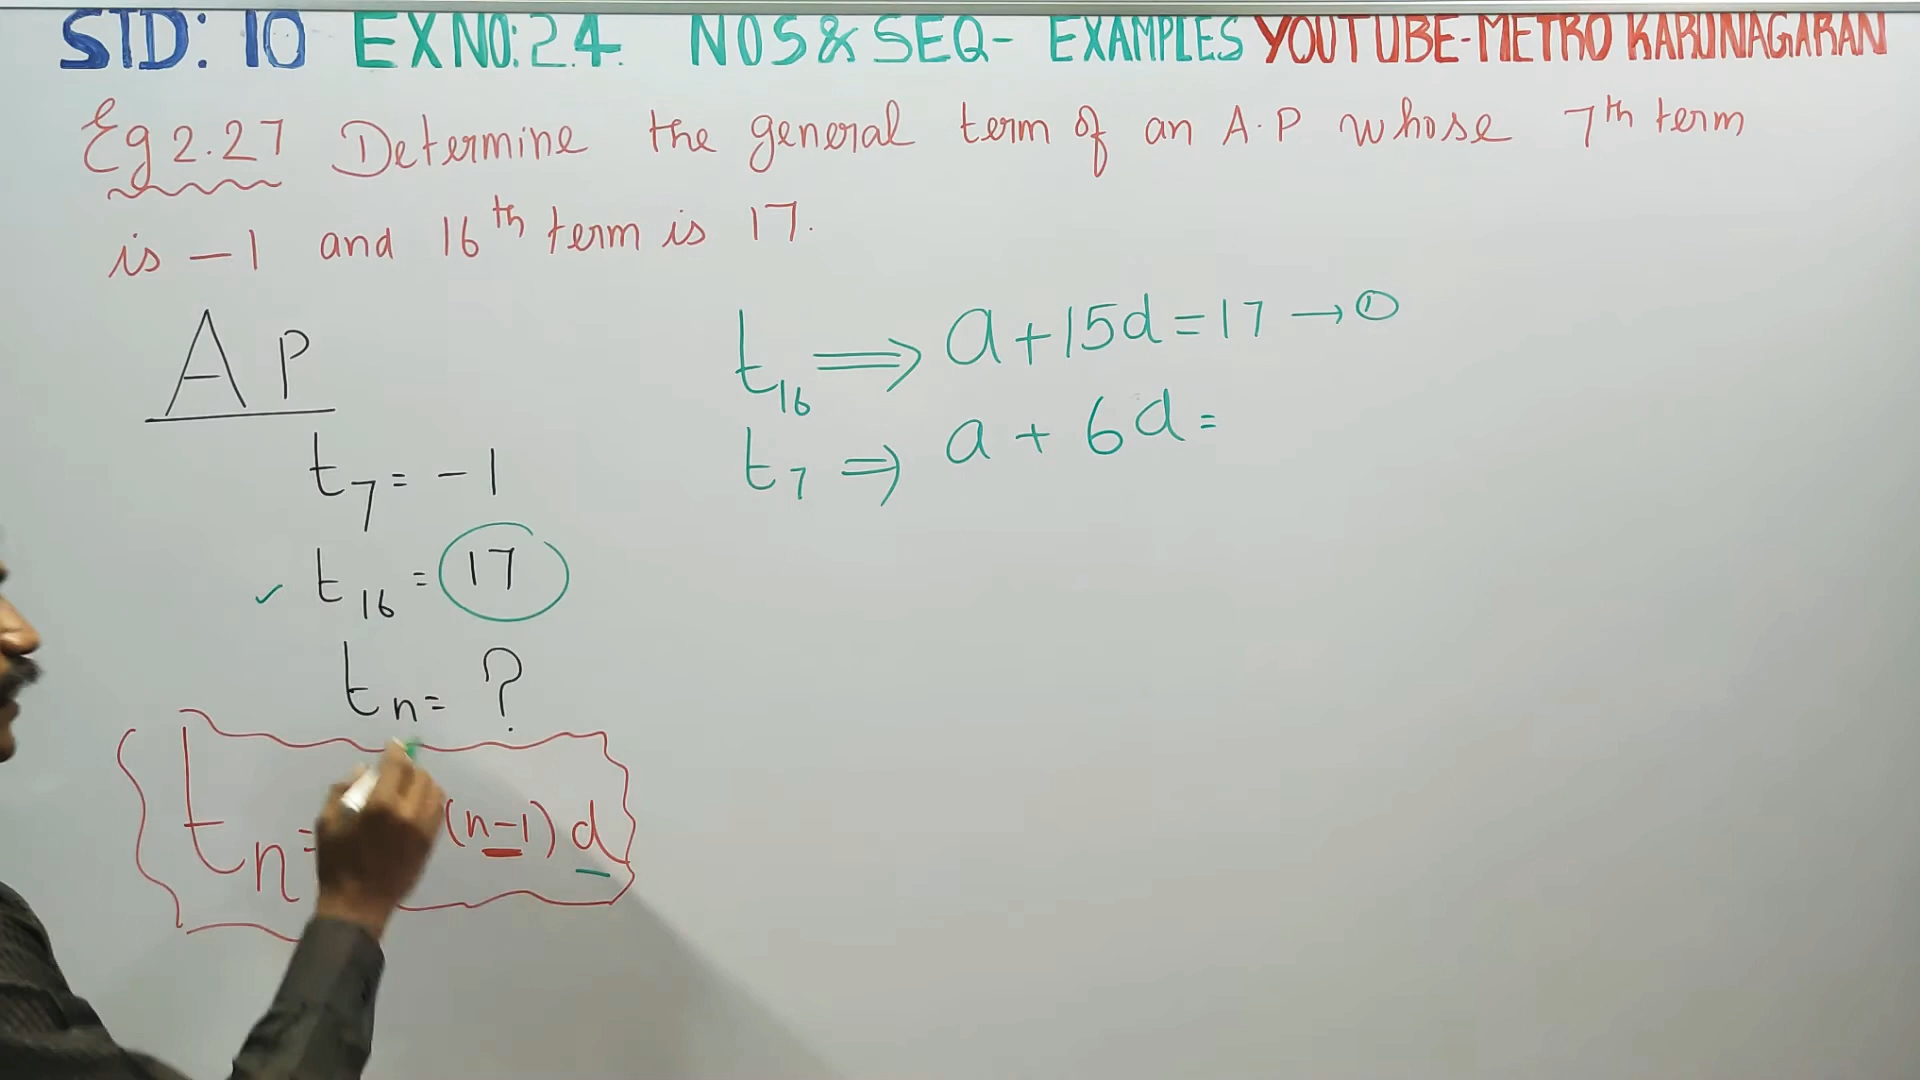 STD: 10 EX NO: 2.4. NOS & SEQ- EXAMPLES YOUTUBE-METRO KARUNAGARAN
Eg 2.27 Determine the general term of an A.P whose 7th term
is -1 and 16th term is 17.
AP
t7 = -1
✓ t16 = 17
tn = ?
tn = (n-1) d
t16 ⟹ a + 15d = 17 → ①
t7 ⟹ a + 6d =